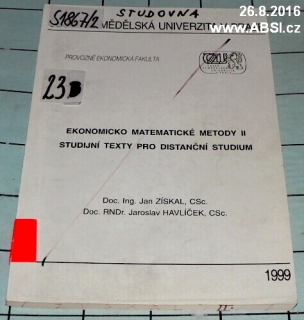 26.8.2016
www.ABSI.cz
S1867/2 STUDOVNA
MĚDĚLSKÁ UNIVERZITA
PROVOZNĚ EKONOMICKÁ FAKULTA
23
EKONOMICKO MATEMATICKÉ METODY II
STUDIJNÍ TEXTY PRO DISTANČNÍ STUDIUM
Doc. Ing. Jan ZÍSKAL, CSc.
Doc. RNDr. Jaroslav HAVLÍČEK, CSc.
1999